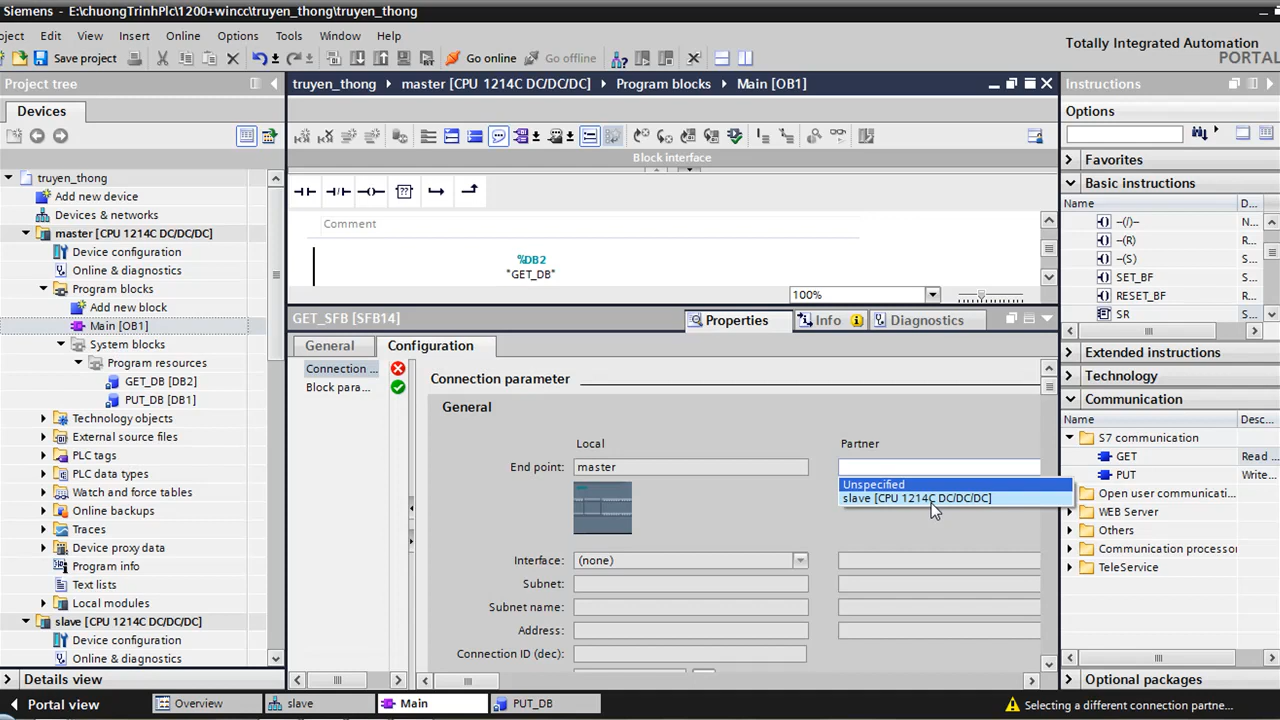 Siemens - E:\chuongTrinhPlc\1200+wincc\truyen_thong\truyen_thong
oject Edit View Insert Online Options Tools Window Help
Totally Integrated Automation
PORTAL
Save project
Go online
Go offline
Project tree
Devices
truyen_thong
Add new device
Devices & networks
master [CPU 1214C DC/DC/DC]
Device configuration
Online & diagnostics
Program blocks
Add new block
Main [OB1]
System blocks
Program resources
GET_DB [DB2]
PUT_DB [DB1]
Technology objects
External source files
PLC tags
PLC data types
Watch and force tables
Online backups
Traces
Device proxy data
Program info
Text lists
Local modules
slave [CPU 1214C DC/DC/DC]
Device configuration
Online & diagnostics
Details view
truyen_thong master [CPU 1214C DC/DC/DC] Program blocks Main [OB1]
Block interface
??
Comment
%DB2
"GET_DB"
100%
GET_SFB [SFB14]
Properties
Info
Diagnostics
General
Configuration
Connection ...
Block para...
Connection parameter
General
Local
Partner
End point:
master
Unspecified
slave [CPU 1214C DC/DC/DC]
Interface:
(none)
Subnet:
Subnet name:
Address:
Connection ID (dec):
Instructions
Options
Favorites
Basic instructions
Name D...
–(/)– N...
–(R) R...
–(S) S...
SET_BF S...
RESET_BF R...
SR S...
Extended instructions
Technology
Communication
Name Desc...
S7 communication
GET Read ...
PUT Write...
Open user communicati...
WEB Server
Others
Communication processor
TeleService
Optional packages
Portal view
Overview
slave
Main
PUT_DB
Selecting a different connection partne...